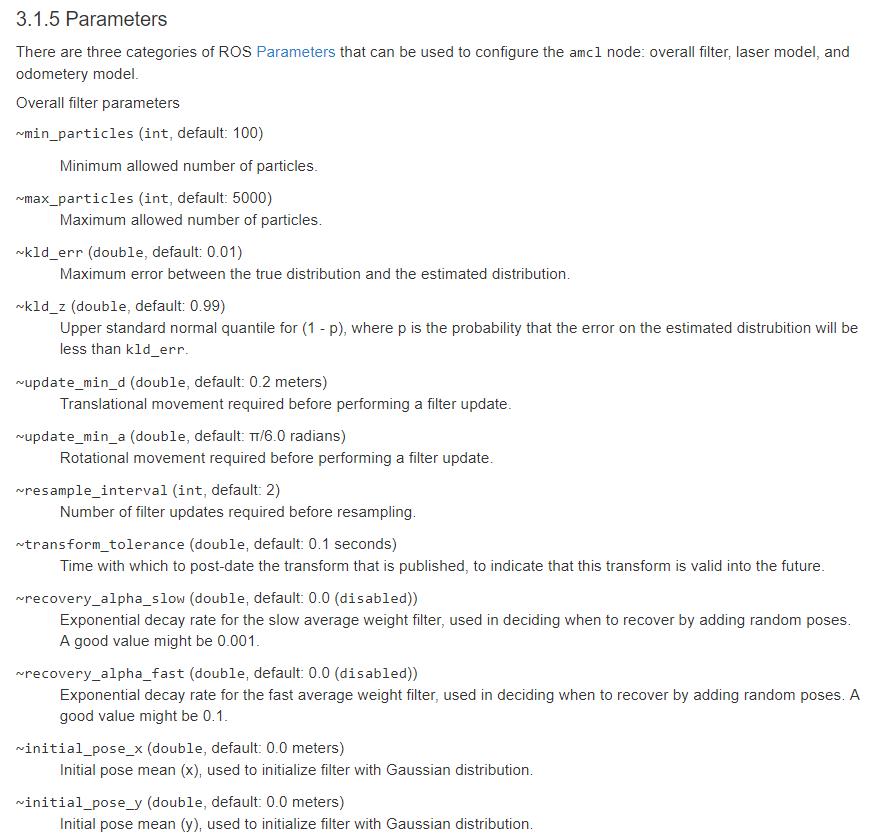 3.1.5 Parameters
There are three categories of ROS Parameters that can be used to configure the amcl node: overall filter, laser model, and
odometery model.
Overall filter parameters
~min_particles (int, default: 100)
Minimum allowed number of particles.
~max_particles (int, default: 5000)
Maximum allowed number of particles.
~kld_err (double, default: 0.01)
Maximum error between the true distribution and the estimated distribution.
~kld_z (double, default: 0.99)
Upper standard normal quantile for (1 - p), where p is the probability that the error on the estimated distrubition will be
less than kld_err.
~update_min_d (double, default: 0.2 meters)
Translational movement required before performing a filter update.
~update_min_a (double, default: π/6.0 radians)
Rotational movement required before performing a filter update.
~resample_interval (int, default: 2)
Number of filter updates required before resampling.
~transform_tolerance (double, default: 0.1 seconds)
Time with which to post-date the transform that is published, to indicate that this transform is valid into the future.
~recovery_alpha_slow (double, default: 0.0 (disabled))
Exponential decay rate for the slow average weight filter, used in deciding when to recover by adding random poses.
A good value might be 0.001.
~recovery_alpha_fast (double, default: 0.0 (disabled))
Exponential decay rate for the fast average weight filter, used in deciding when to recover by adding random poses. A
good value might be 0.1.
~initial_pose_x (double, default: 0.0 meters)
Initial pose mean (x), used to initialize filter with Gaussian distribution.
~initial_pose_y (double, default: 0.0 meters)
Initial pose mean (y), used to initialize filter with Gaussian distribution.